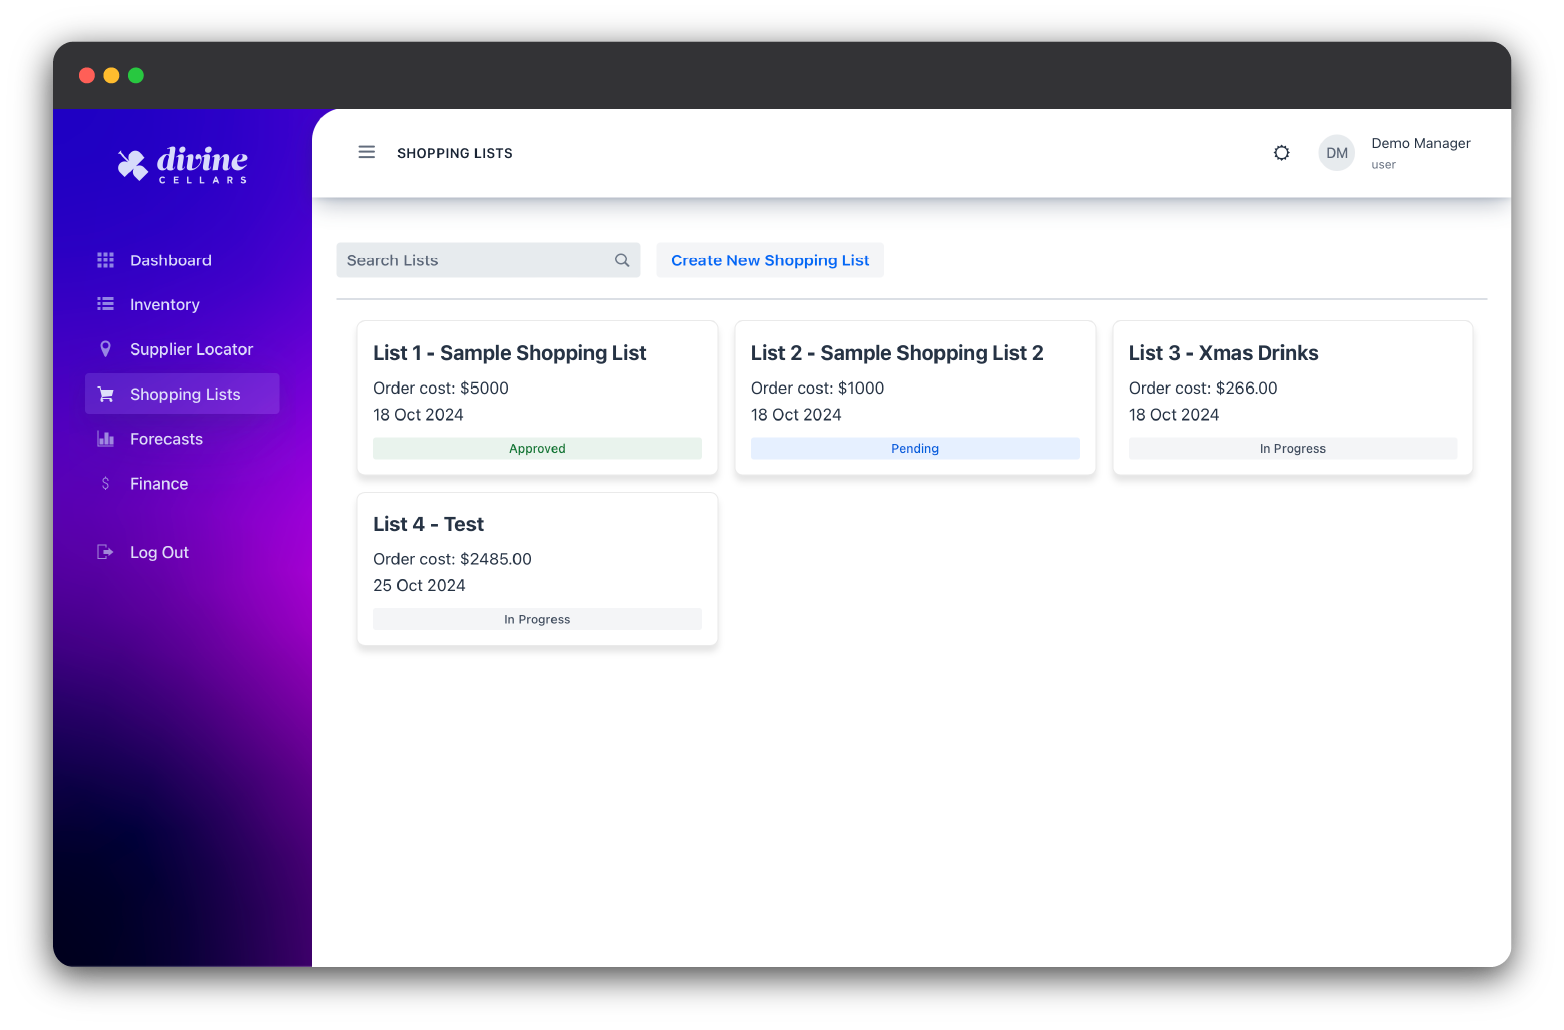 divine
CELLARS
Dashboard
Inventory
Supplier Locator
Shopping Lists
Forecasts
Finance
Log Out
SHOPPING LISTS
DM
Demo Manager
user
Search Lists
Create New Shopping List
List 1 - Sample Shopping List
Order cost: $5000
18 Oct 2024
Approved
List 2 - Sample Shopping List 2
Order cost: $1000
18 Oct 2024
Pending
List 3 - Xmas Drinks
Order cost: $266.00
18 Oct 2024
In Progress
List 4 - Test
Order cost: $2485.00
25 Oct 2024
In Progress